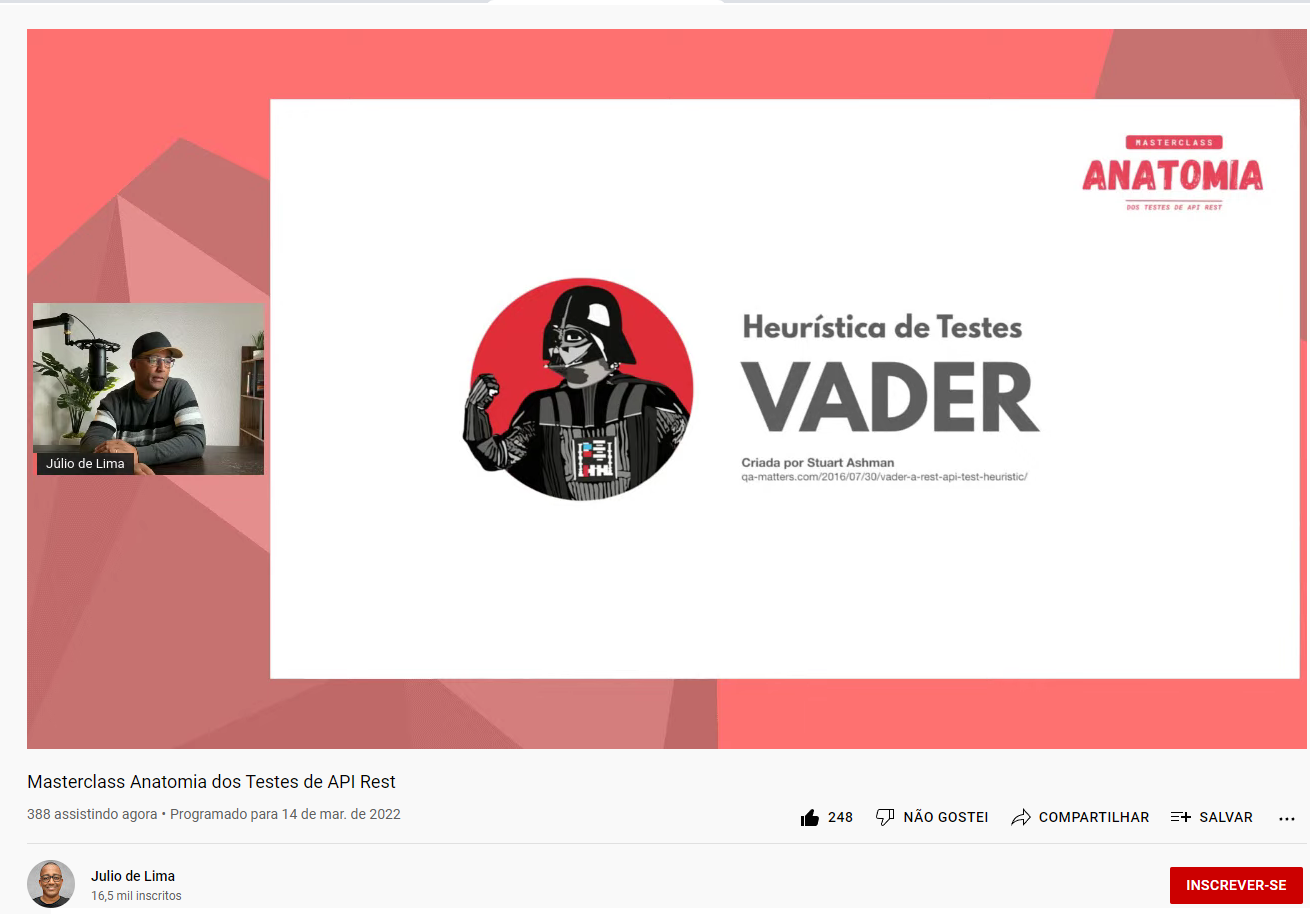 MASTERCLASS
ANATOMIA
DOS TESTES DE API REST
Heurística de Testes
VADER
Criada por Stuart Ashman
qa-matters.com/2016/07/30/vader-a-rest-api-test-heuristic/
Júlio de Lima
Masterclass Anatomia dos Testes de API Rest
388 assistindo agora • Programado para 14 de mar. de 2022
248 NÃO GOSTEI COMPARTILHAR SALVAR
Julio de Lima
16,5 mil inscritos
INSCREVER-SE